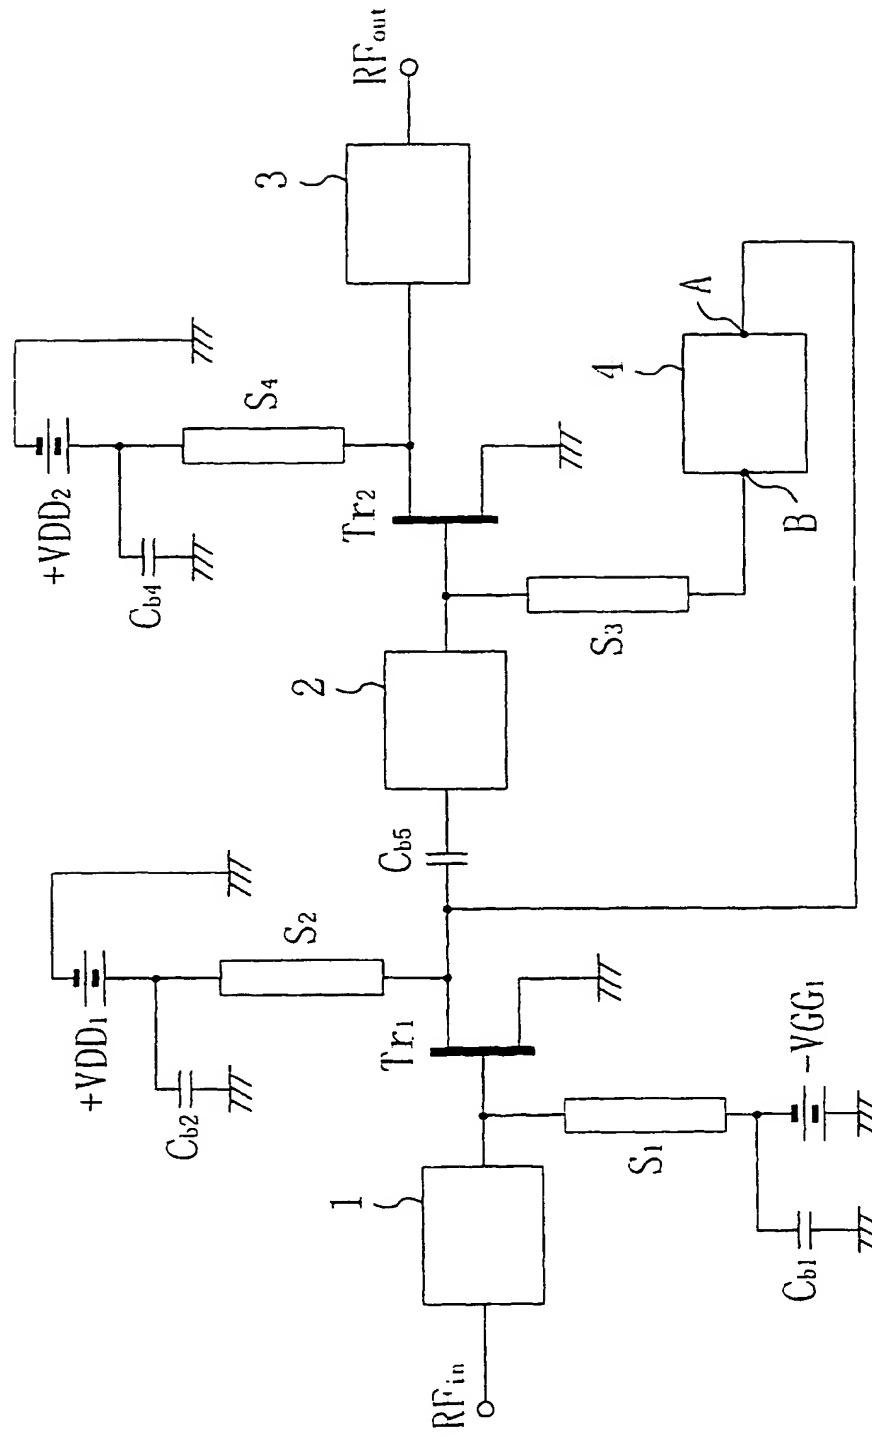 RFin
1
S1
Cb1
-VGG1
Tr1
+VDD1
Cb2
S2
Cb5
2
S3
Tr2
+VDD2
Cb4
S4
B
4
A
3
RFout